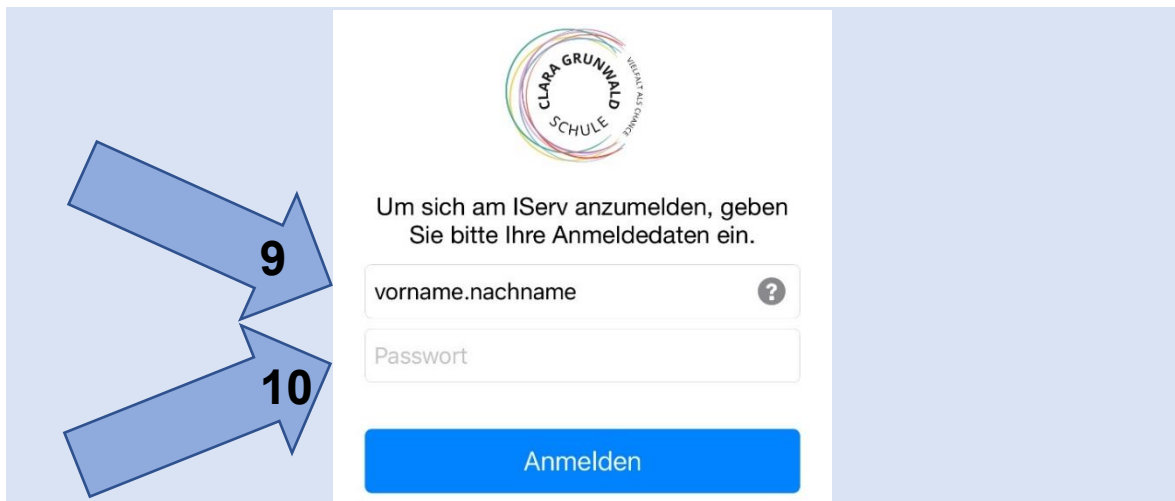 CLARA GRUNWALD
SCHULE
VIELFALT ALS CHANCE
Um sich am IServ anzumelden, geben
Sie bitte Ihre Anmeldedaten ein.
9
vorname.nachname
?
Passwort
10
Anmelden